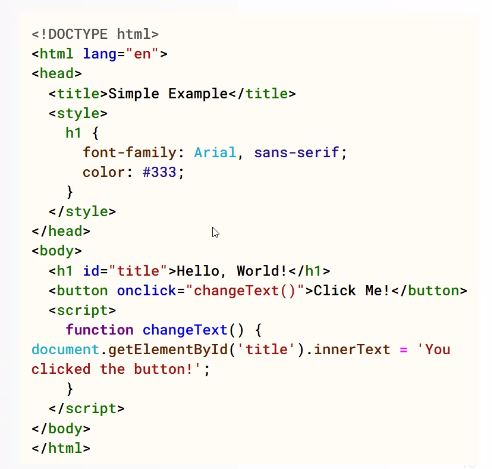 <!DOCTYPE html>
<html lang="en">
<head>
  <title>Simple Example</title>
  <style>
    h1 {
      font-family: Arial, sans-serif;
      color: #333;
    }
  </style>
</head>
<body>
  <h1 id="title">Hello, World!</h1>
  <button onclick="changeText()">Click Me!</button>
  <script>
    function changeText() {
document.getElementById('title').innerText = 'You
clicked the button!';
    }
  </script>
</body>
</html>